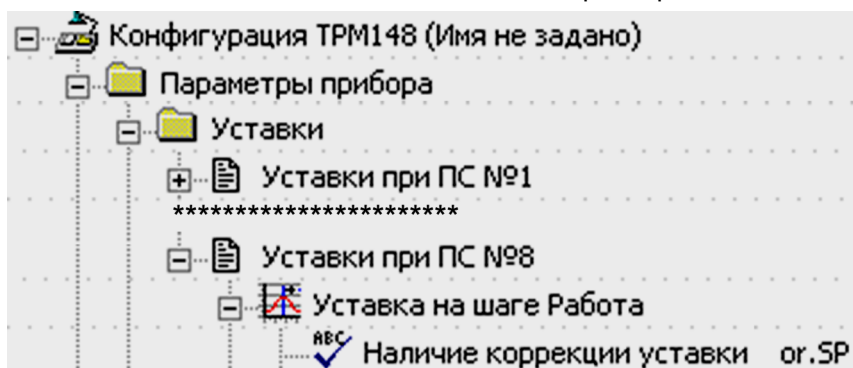 Конфигурация ТРМ148 (Имя не задано)
Параметры прибора
Уставки
Уставки при ПС №1
***********************
Уставки при ПС №8
Уставка на шаге Работа
ABC Наличие коррекции уставки or.SP